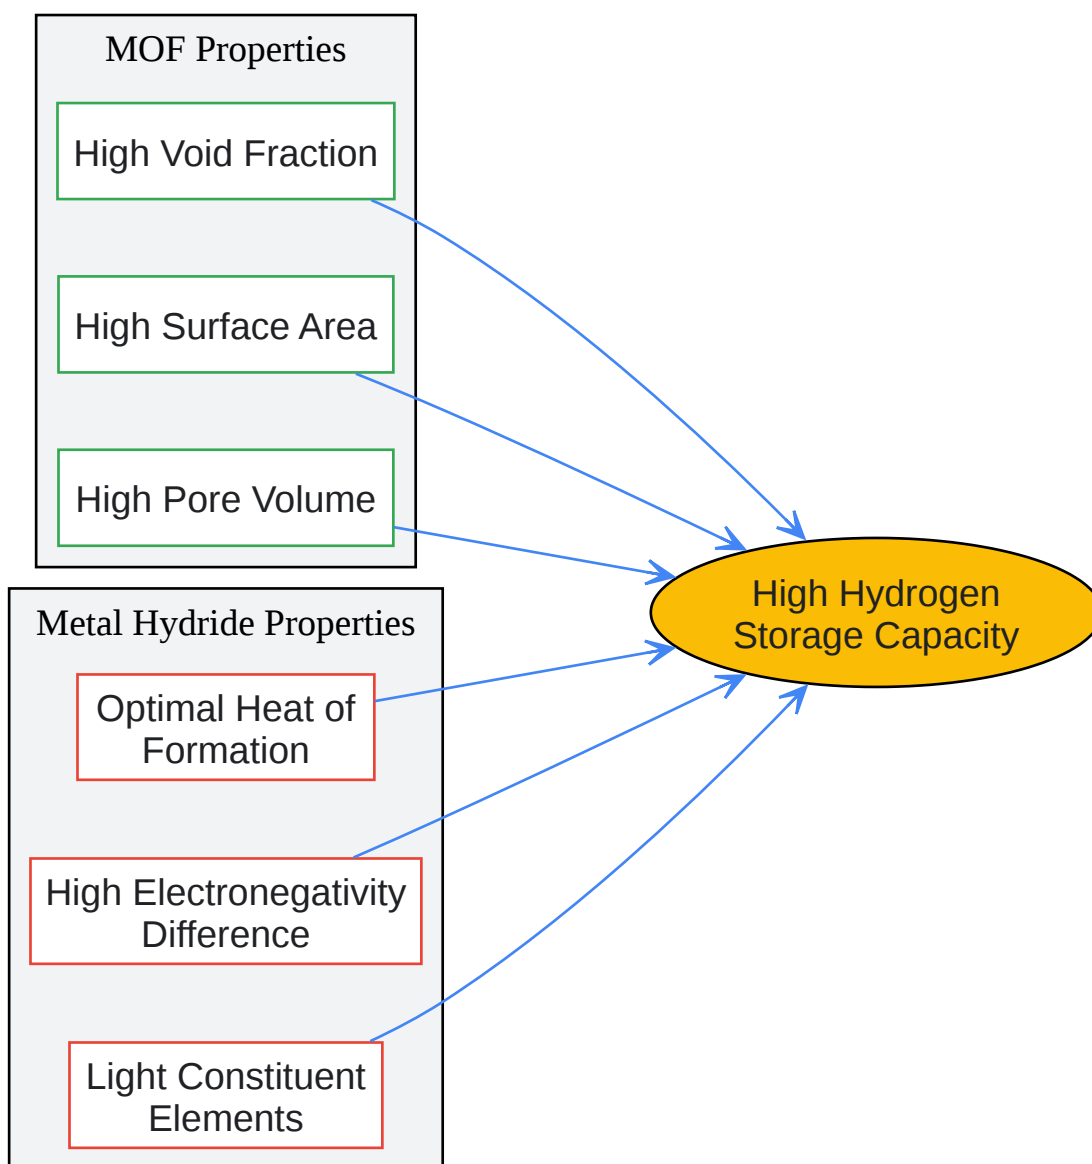 MOF Properties
High Void Fraction
High Surface Area
High Pore Volume
High Hydrogen
Storage Capacity
Metal Hydride Properties
Optimal Heat of
Formation
High Electronegativity
Difference
Light Constituent
Elements